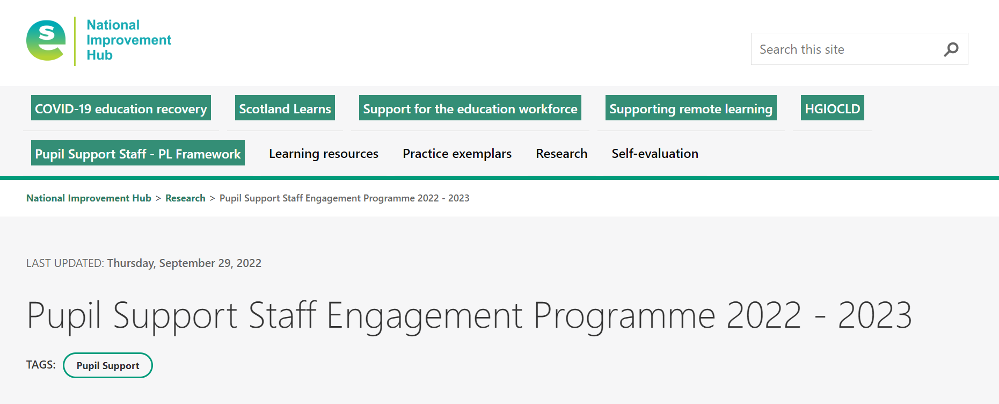 es
National
Improvement
Hub
Search this site
COVID-19 education recovery
Scotland Learns
Support for the education workforce
Supporting remote learning
HGIOCLD
Pupil Support Staff - PL Framework
Learning resources
Practice exemplars
Research
Self-evaluation
National Improvement Hub > Research > Pupil Support Staff Engagement Programme 2022 - 2023
LAST UPDATED: Thursday, September 29, 2022
Pupil Support Staff Engagement Programme 2022 - 2023
TAGS: Pupil Support